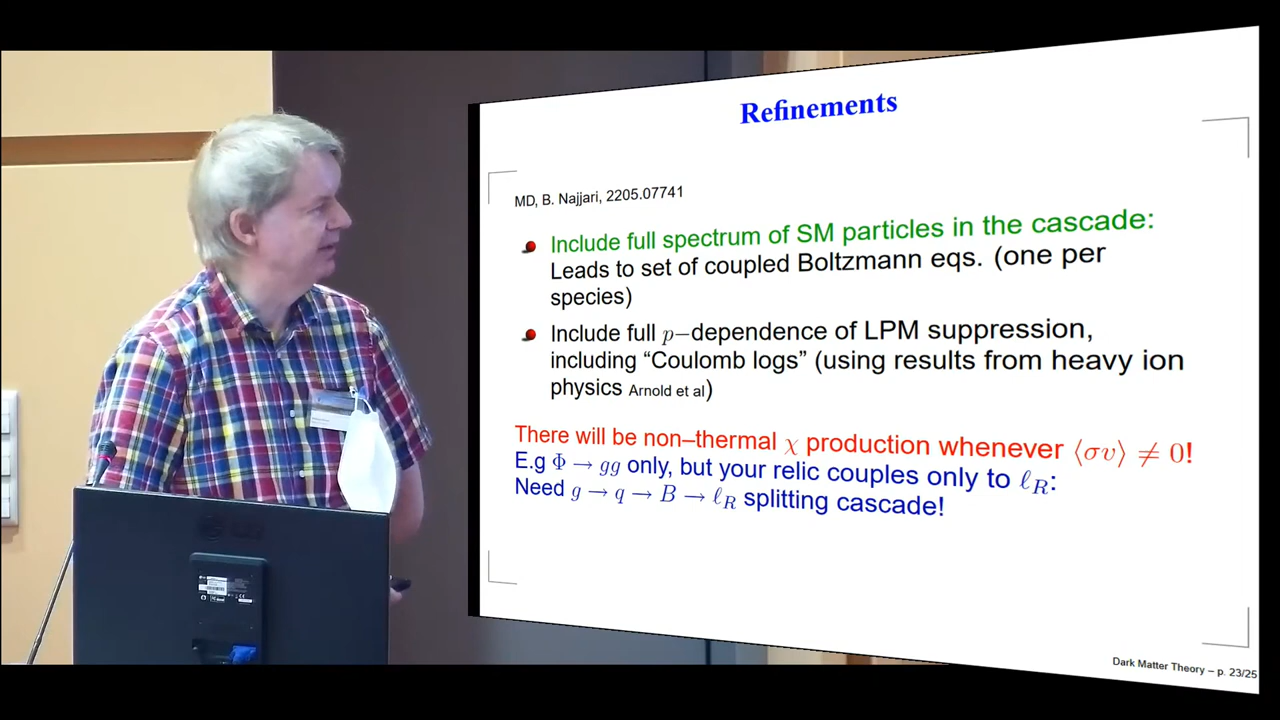 Refinements
MD, B. Najjari, 2205.07741
Include full spectrum of SM particles in the cascade:
Leads to set of coupled Boltzmann eqs. (one per
species)
Include full p−dependence of LPM suppression,
including “Coulomb logs” (using results from heavy ion
physics Arnold et al)
There will be non–thermal χ production whenever ⟨σv⟩ ≠ 0!
E.g Φ → gg only, but your relic couples only to ℓ_R:
Need g → q → B → ℓ_R splitting cascade!
Dark Matter Theory – p. 23/25
LG